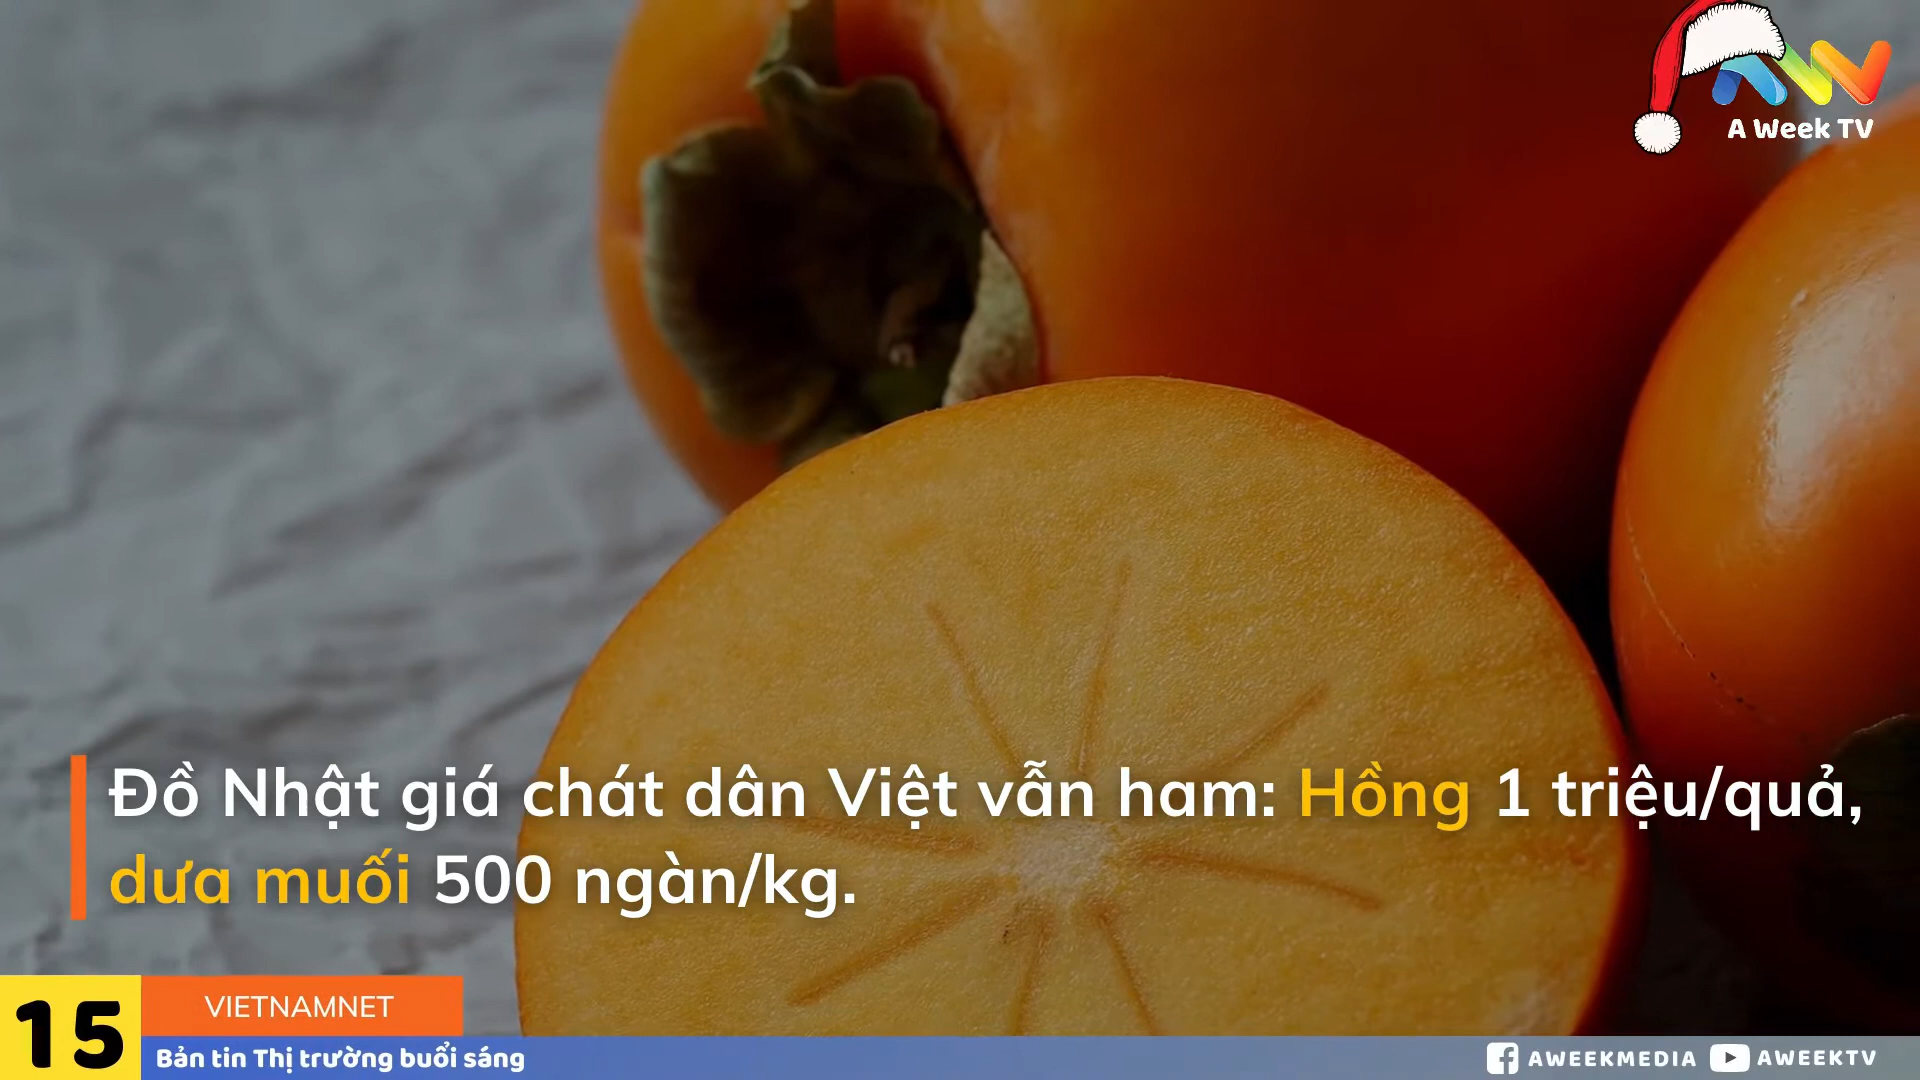 A Week TV
Đồ Nhật giá chát dân Việt vẫn ham: Hồng 1 triệu/quả,
dưa muối 500 ngàn/kg.
15
VIETNAMNET
Bản tin Thị trường buổi sáng
AWEEKMEDIA
AWEEKTV